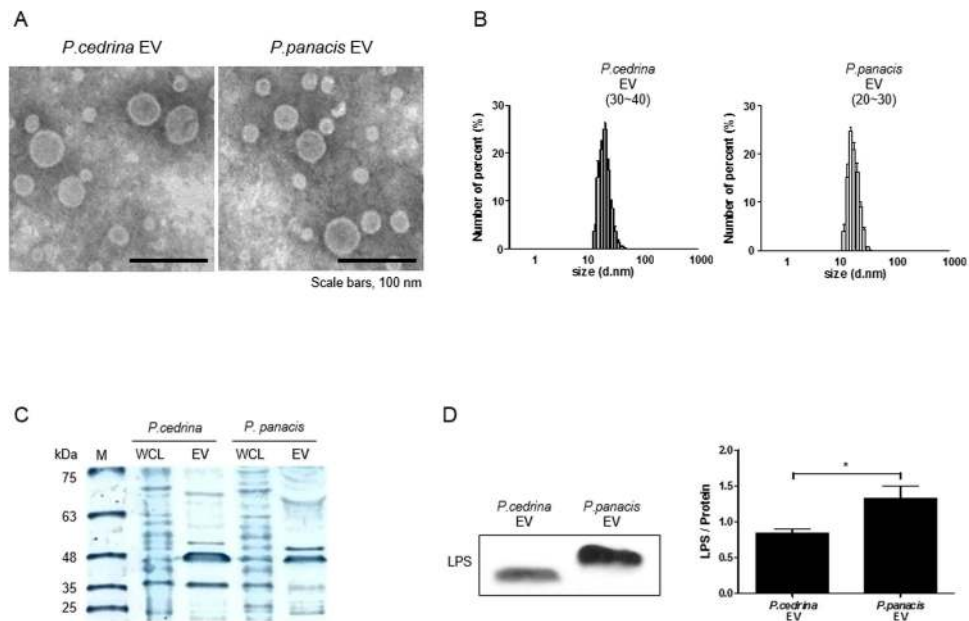 A
P.cedrina EV
P.panacis EV
Scale bars, 100 nm
B
P.cedrina
EV
(30~40)
Number of percent (%)
30
20
10
0
1
10
100
1000
size (d.nm)
P.panacis
EV
(20~30)
Number of percent (%)
30
20
10
0
1
10
100
1000
size (d.nm)
C
P.cedrina
P. panacis
kDa
M
WCL
EV
WCL
EV
75
63
48
35
25
D
P.cedrina
EV
P.panacis
EV
LPS
LPS / Protein
2.0
1.5
1.0
0.5
0.0
*
P.cedrina
EV
P.panacis
EV